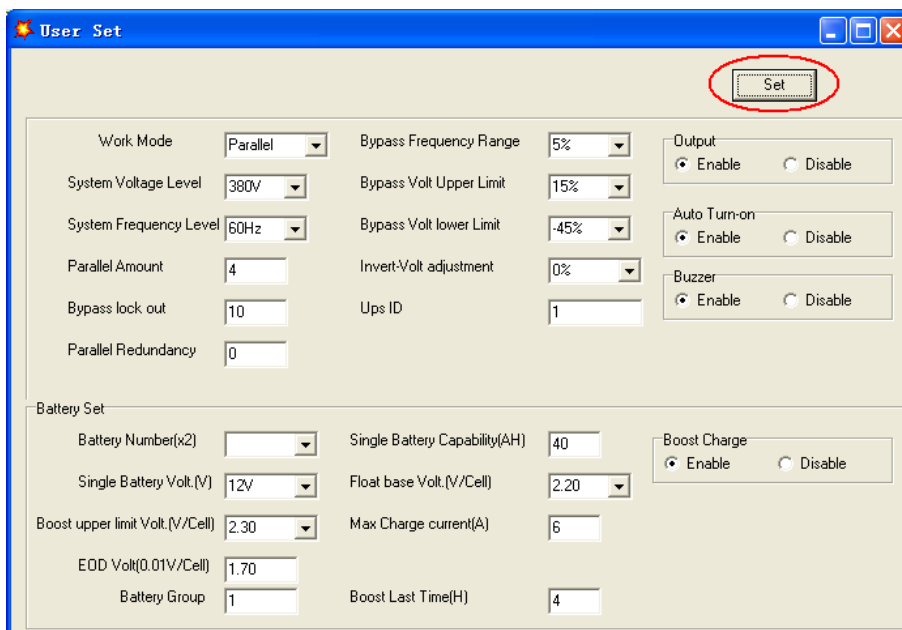 User Set
Set
Work Mode Parallel Bypass Frequency Range 5% Output
Enable Disable
System Voltage Level 380V Bypass Volt Upper Limit 15%
Auto Turn-on
System Frequency Level 60Hz Bypass Volt lower Limit -45% Enable Disable
Parallel Amount 4 Invert-Volt adjustment 0% Buzzer
Enable Disable
Bypass lock out 10 Ups ID 1
Parallel Redundancy 0
Battery Set
Battery Number(x2) Single Battery Capability(AH) 40 Boost Charge
Enable Disable
Single Battery Volt.(V) 12V Float base Volt.(V/Cell) 2.20
Boost upper limit Volt.(V/Cell) 2.30 Max Charge current(A) 6
EOD Volt(0.01V/Cell) 1.70
Battery Group 1 Boost Last Time(H) 4